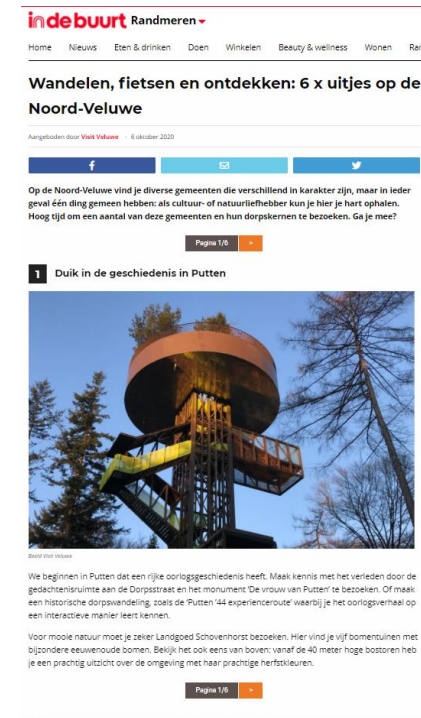 indebuurt Randmeren
Home Nieuws Eten & drinken Doen Winkelen Beauty & wellness Wonen Ra
Wandelen, fietsen en ontdekken: 6 x uitjes op de
Noord-Veluwe
Aangeboden door Visit Veluwe - 6 oktober 2020
f
Op de Noord-Veluwe vind je diverse gemeenten die verschillend in karakter zijn, maar in ieder
geval één ding gemeen hebben: als cultuur- of natuurliefhebber kun je hier je hart ophalen.
Hoog tijd om een aantal van deze gemeenten en hun dorpskernen te bezoeken. Ga je mee?
Pagina 1/6 >
1 Duik in de geschiedenis in Putten
Beeld Visit Veluwe
We beginnen in Putten dat een rijke oorlogsgeschiedenis heeft. Maak kennis met het verleden door de
gedachtenisruimte aan de Dorpsstraat en het monument 'De vrouw van Putten' te bezoeken. Of maak
een historische dorpswandeling, zoals de 'Putten '44 experienceroute' waarbij je het oorlogsverhaal op
een interactieve manier leert kennen.
Voor mooie natuur moet je zeker Landgoed Schovenhorst bezoeken. Hier vind je vijf bomentuinen met
bijzondere eeuwenoude bomen. Bekijk het ook eens van boven: vanaf de 40 meter hoge bostoren heb
je een prachtig uitzicht over de omgeving met haar prachtige herfstkleuren.
Pagina 1/6 >